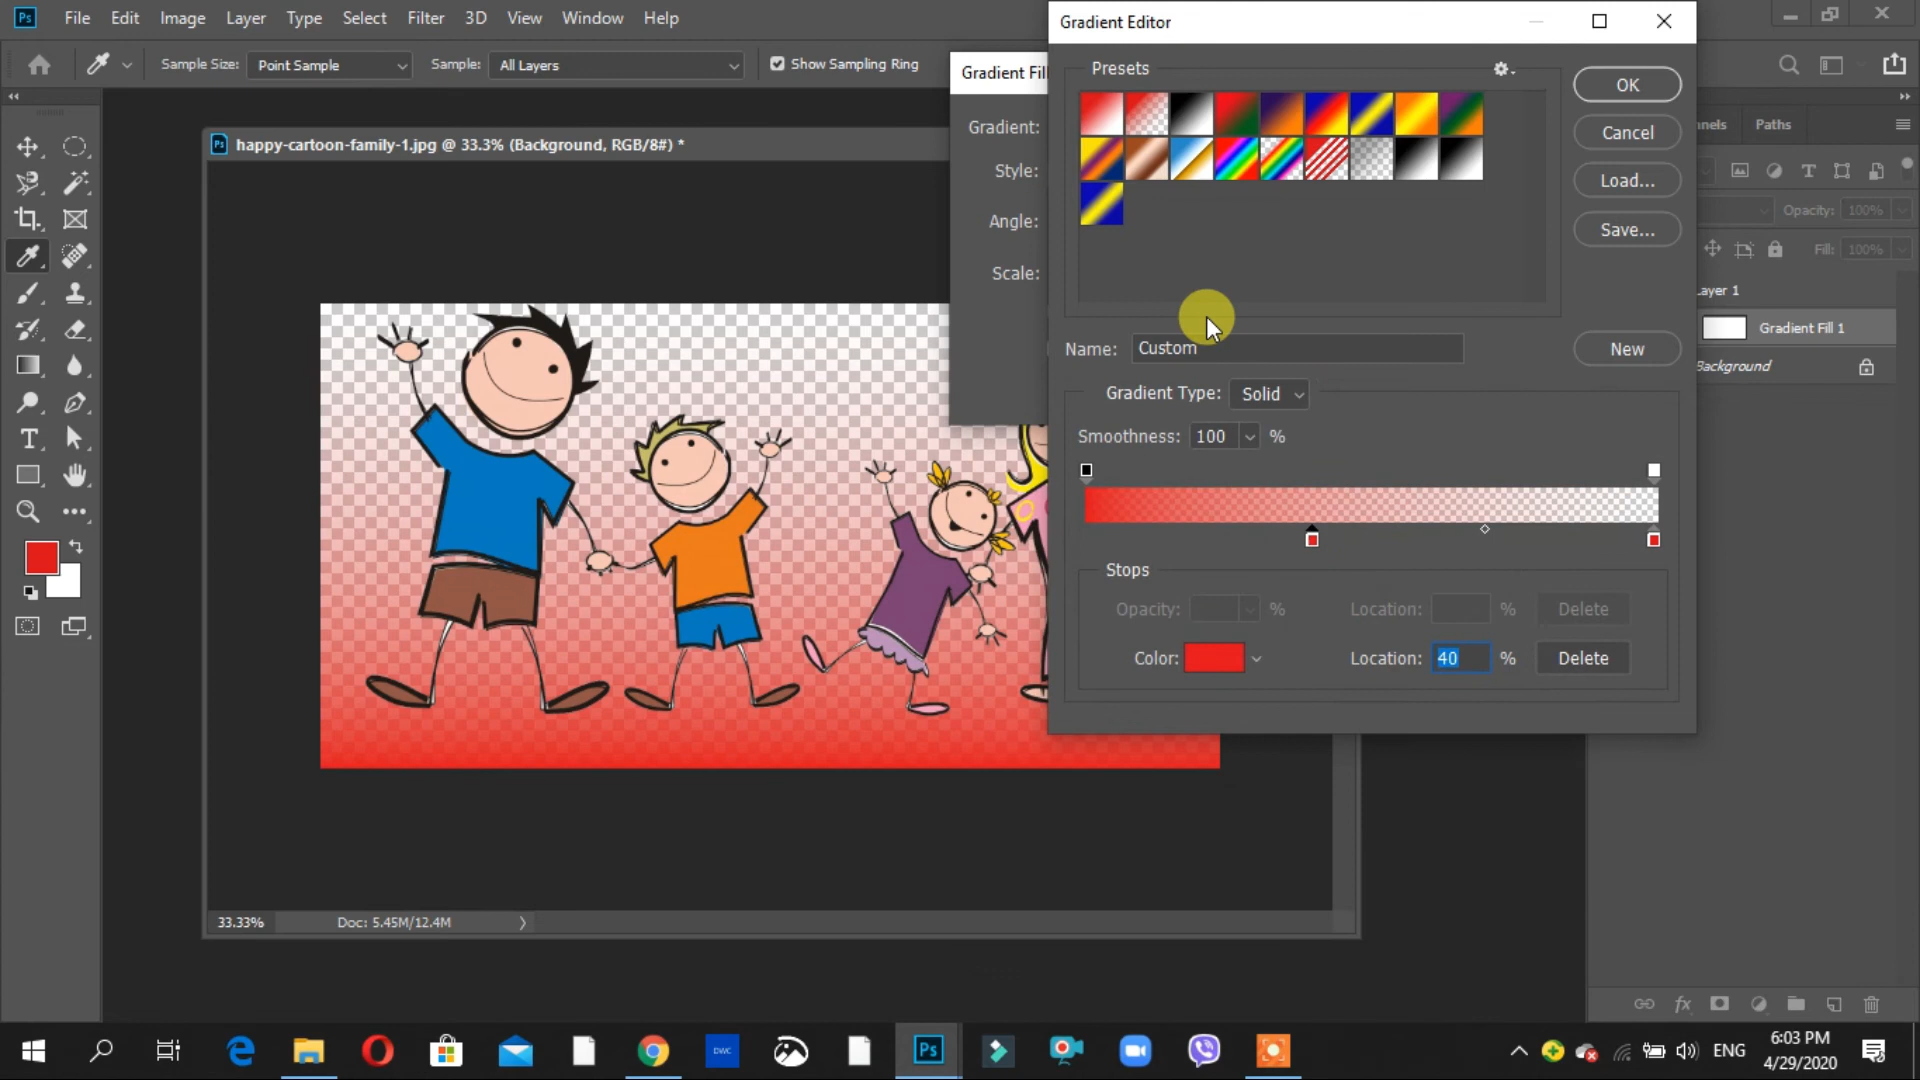 Ps File Edit Image Layer Type Select Filter 3D View Window Help
Gradient Editor
Sample Size: Point Sample Sample: All Layers Show Sampling Ring
Gradient Fill
Presets
OK
Gradient:
Cancel
Paths
happy-cartoon-family-1.jpg @ 33.3% (Background, RGB/8#) *
Style:
Load...
Opacity: 100%
Angle:
Save...
Fill: 100%
Scale:
Layer 1
Gradient Fill 1
Name: Custom
New
Background
Gradient Type: Solid
Smoothness: 100 %
Stops
Opacity: % Location: % Delete
Color: Location: 40 % Delete
33.33% Doc: 5.45M/12.4M
DWC
Ps
ENG
6:03 PM
4/29/2020